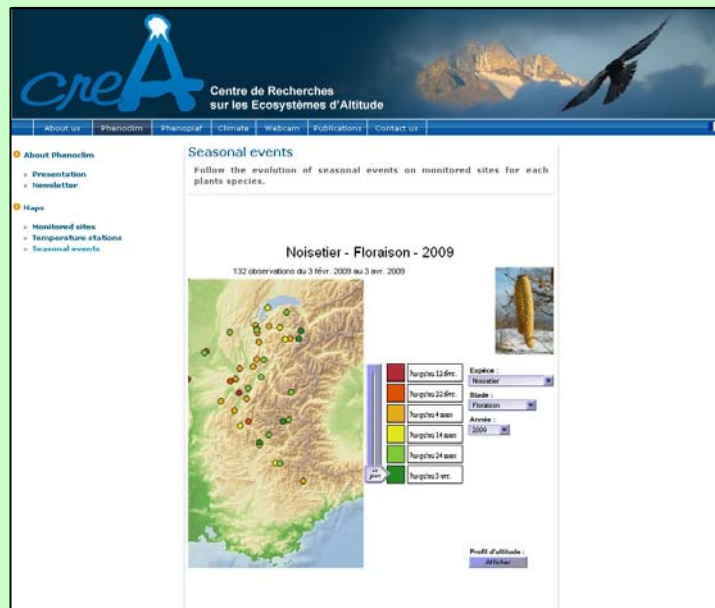 creA
Centre de Recherches
sur les Ecosystèmes d'Altitude
About us Phenoclim Phenopiaf Climate Webcam Publications Contact us
About Phenoclim
Presentation
Newsletter
Maps
Monitored sites
Temperature stations
Seasonal events
Seasonal events
Follow the evolution of seasonal events on monitored sites for each
plants species.
Noisetier - Floraison - 2009
132 observations du 3 févr. 2009 au 3 avr. 2009
Jusqu'au 12 févr.
Jusqu'au 22 févr.
Jusqu'au 4 mars
Jusqu'au 14 mars
Jusqu'au 24 mars
Jusqu'au 3 avr.
jours
Espèce :
Noisetier
Stade :
Floraison
Année :
2009
Profil d'altitude :
Afficher